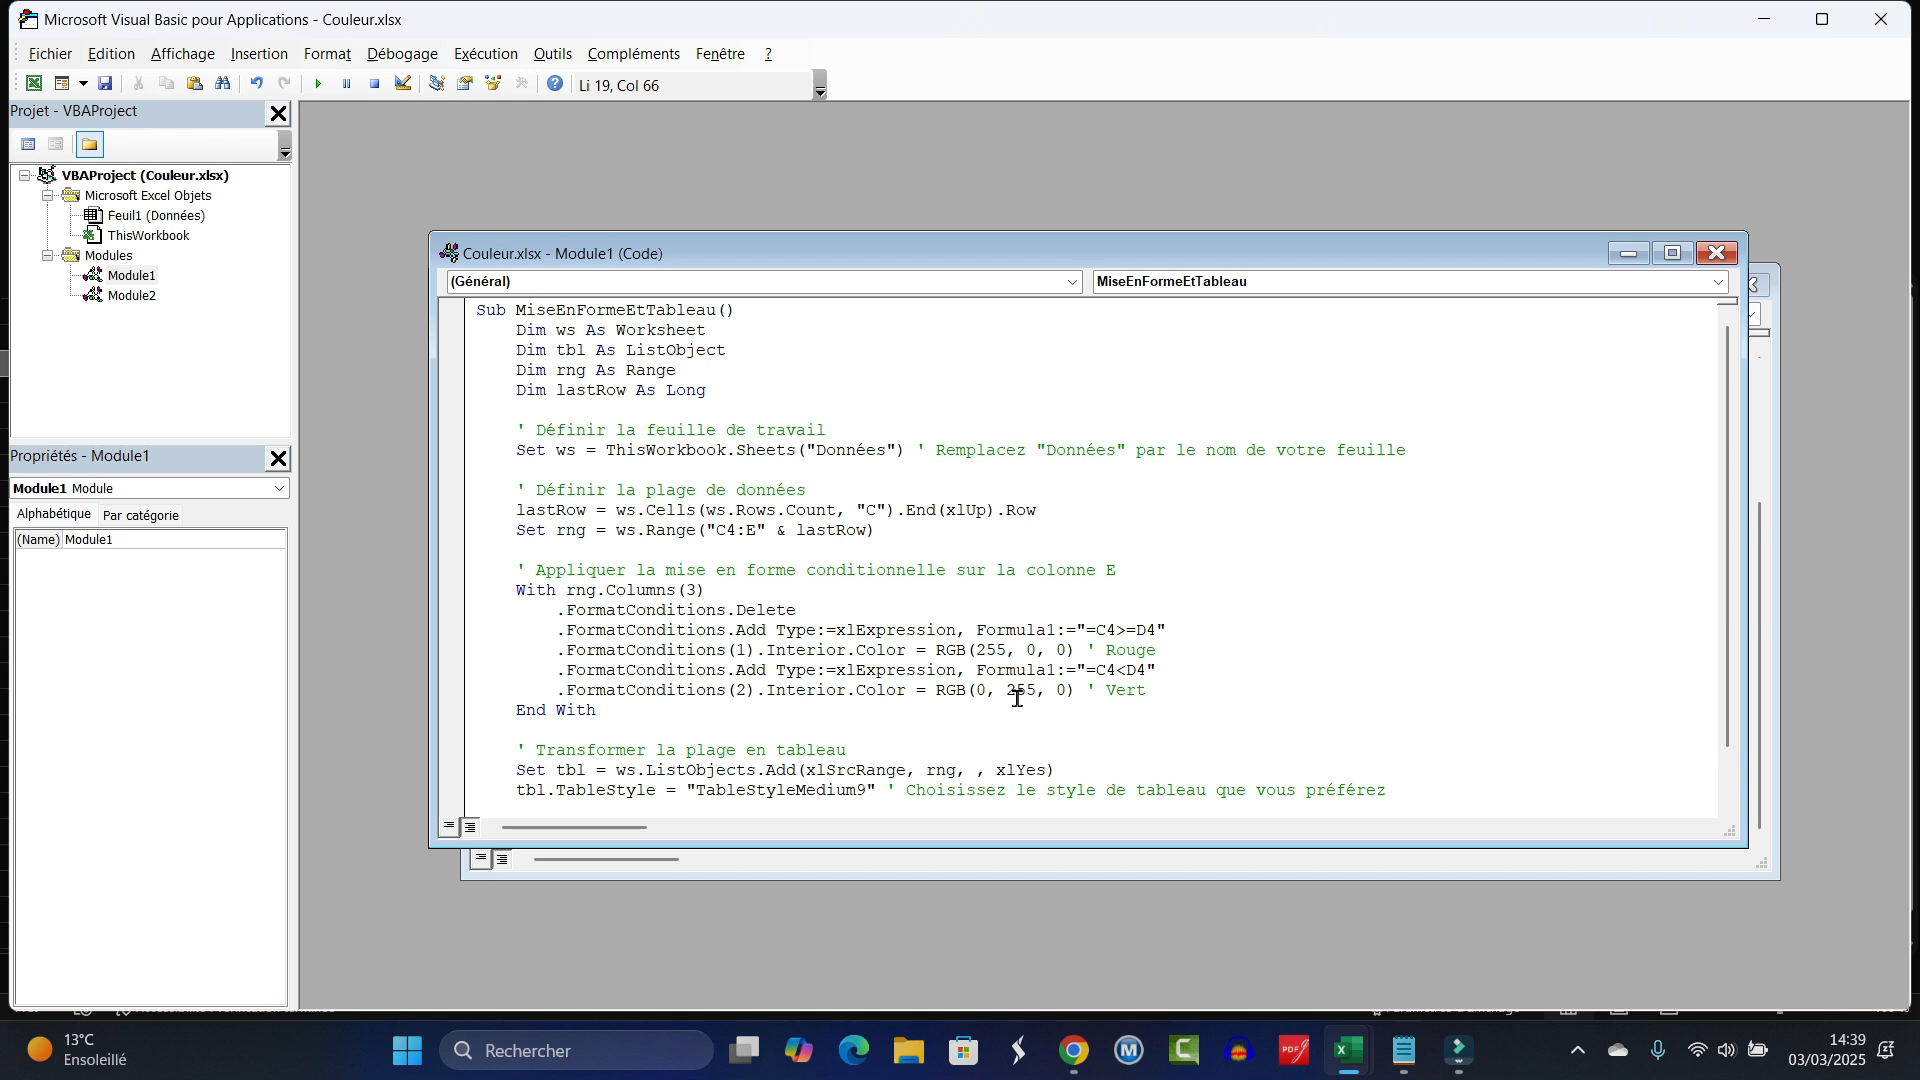 Microsoft Visual Basic pour Applications - Couleur.xlsx
Fichier Edition Affichage Insertion Format Débogage Exécution Outils Compléments Fenêtre ?
Li 19, Col 66
Projet - VBAProject
VBAProject (Couleur.xlsx)
Microsoft Excel Objets
Feuil1 (Données)
ThisWorkbook
Modules
Module1
Module2
Propriétés - Module1
Module1 Module
Alphabétique Par catégorie
(Name) Module1
Couleur.xlsx - Module1 (Code)
(Général) MiseEnFormeEtTableau
Sub MiseEnFormeEtTableau()
Dim ws As Worksheet
Dim tbl As ListObject
Dim rng As Range
Dim lastRow As Long
' Définir la feuille de travail
Set ws = ThisWorkbook.Sheets("Données") ' Remplacez "Données" par le nom de votre feuille
' Définir la plage de données
lastRow = ws.Cells(ws.Rows.Count, "C").End(xlUp).Row
Set rng = ws.Range("C4:E" & lastRow)
' Appliquer la mise en forme conditionnelle sur la colonne E
With rng.Columns(3)
.FormatConditions.Delete
.FormatConditions.Add Type:=xlExpression, Formula1:="=C4>=D4"
.FormatConditions(1).Interior.Color = RGB(255, 0, 0) ' Rouge
.FormatConditions.Add Type:=xlExpression, Formula1:="=C4<D4"
.FormatConditions(2).Interior.Color = RGB(0, 255, 0) ' Vert
End With
' Transformer la plage en tableau
Set tbl = ws.ListObjects.Add(xlSrcRange, rng, , xlYes)
tbl.TableStyle = "TableStyleMedium9" ' Choisissez le style de tableau que vous préférez
13°C
Ensoleillé
Rechercher
PDF
14:39
03/03/2025